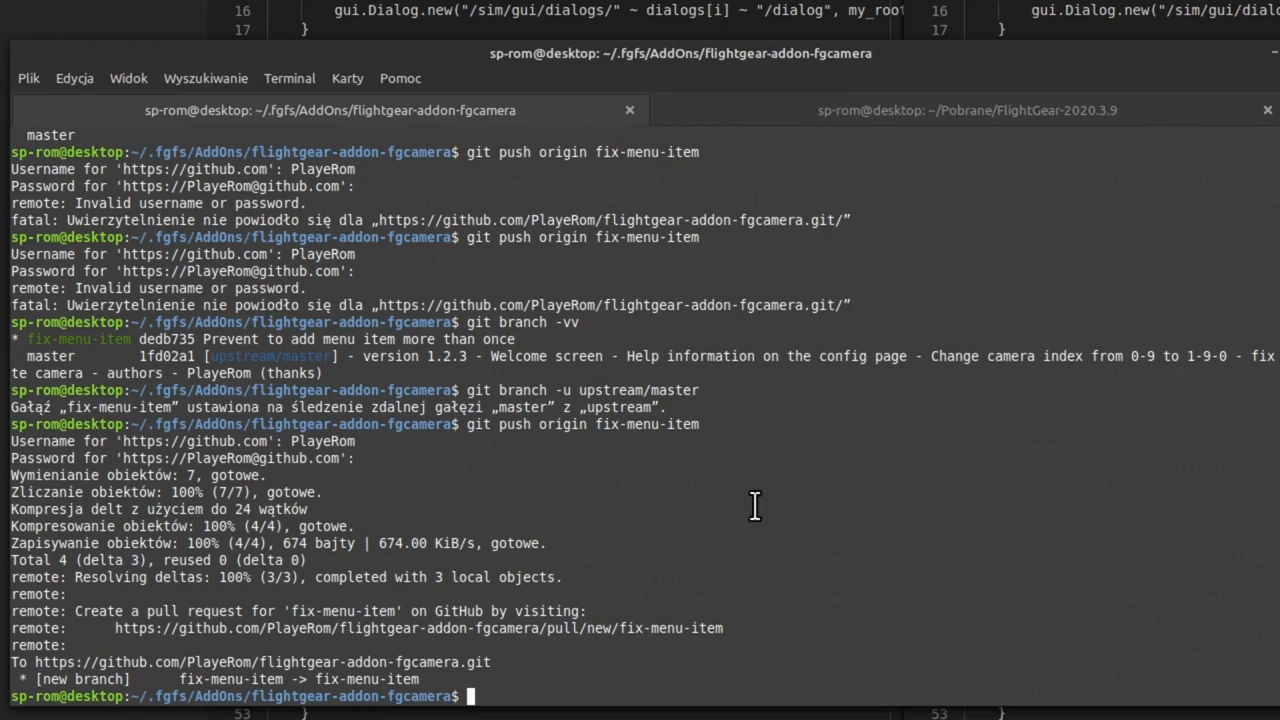 16 gui.Dialog.new("/sim/gui/dialogs/" ~ dialogs[i] ~ "/dialog", my_root 16 gui.Dialog.new("/sim/gui/dialo
17 } 17 }
sp-rom@desktop: ~/.fgfs/AddOns/flightgear-addon-fgcamera
Plik Edycja Widok Wyszukiwanie Terminal Karty Pomoc
sp-rom@desktop: ~/.fgfs/AddOns/flightgear-addon-fgcamera × sp-rom@desktop: ~/Pobrane/FlightGear-2020.3.9 ×
master
sp-rom@desktop:~/.fgfs/AddOns/flightgear-addon-fgcamera$ git push origin fix-menu-item
Username for 'https://github.com': PlayeRom
Password for 'https://PlayeRom@github.com':
remote: Invalid username or password.
fatal: Uwierzytelnienie nie powiodło się dla „https://github.com/PlayeRom/flightgear-addon-fgcamera.git/”
sp-rom@desktop:~/.fgfs/AddOns/flightgear-addon-fgcamera$ git push origin fix-menu-item
Username for 'https://github.com': PlayeRom
Password for 'https://PlayeRom@github.com':
remote: Invalid username or password.
fatal: Uwierzytelnienie nie powiodło się dla „https://github.com/PlayeRom/flightgear-addon-fgcamera.git/”
sp-rom@desktop:~/.fgfs/AddOns/flightgear-addon-fgcamera$ git branch -vv
* fix-menu-item dedb735 Prevent to add menu item more than once
master 1fd02a1 [upstream/master] - version 1.2.3 - Welcome screen - Help information on the config page - Change camera index from 0-9 to 1-9-0 - fix
te camera - authors - PlayeRom (thanks)
sp-rom@desktop:~/.fgfs/AddOns/flightgear-addon-fgcamera$ git branch -u upstream/master
Gałąź „fix-menu-item” ustawiona na śledzenie zdalnej gałęzi „master” z „upstream”.
sp-rom@desktop:~/.fgfs/AddOns/flightgear-addon-fgcamera$ git push origin fix-menu-item
Username for 'https://github.com': PlayeRom
Password for 'https://PlayeRom@github.com':
Wymienianie obiektów: 7, gotowe.
Zliczanie obiektów: 100% (7/7), gotowe.
Kompresja delt z użyciem do 24 wątków
Kompresowanie obiektów: 100% (4/4), gotowe.
Zapisywanie obiektów: 100% (4/4), 674 bajty | 674.00 KiB/s, gotowe.
Total 4 (delta 3), reused 0 (delta 0)
remote: Resolving deltas: 100% (3/3), completed with 3 local objects.
remote:
remote: Create a pull request for 'fix-menu-item' on GitHub by visiting:
remote: https://github.com/PlayeRom/flightgear-addon-fgcamera/pull/new/fix-menu-item
remote:
To https://github.com/PlayeRom/flightgear-addon-fgcamera.git
* [new branch] fix-menu-item -> fix-menu-item
sp-rom@desktop:~/.fgfs/AddOns/flightgear-addon-fgcamera$
53 } 53 }